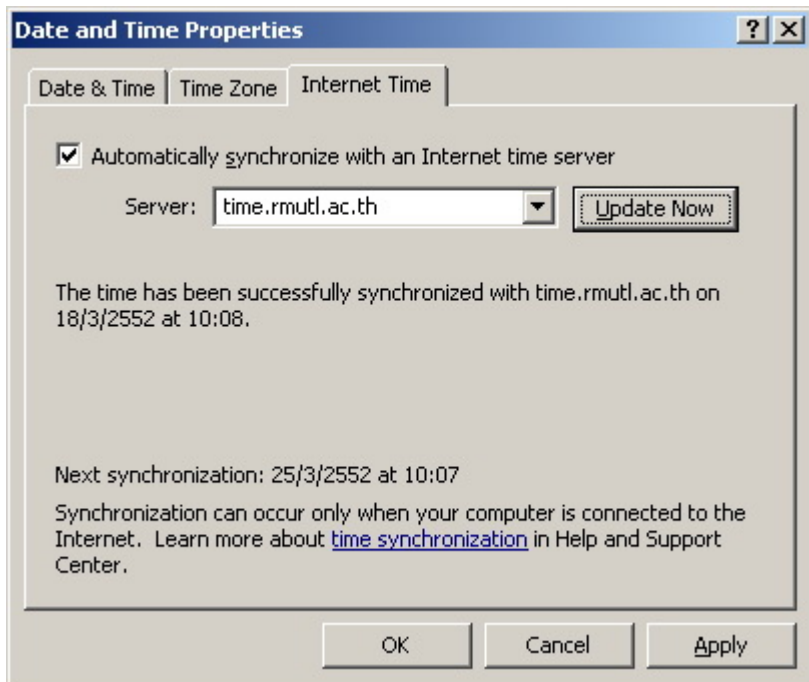 Date and Time Properties
Date & Time Time Zone Internet Time
Automatically synchronize with an Internet time server
Server: time.rmutl.ac.th Update Now
The time has been successfully synchronized with time.rmutl.ac.th on
18/3/2552 at 10:08.
Next synchronization: 25/3/2552 at 10:07
Synchronization can occur only when your computer is connected to the
Internet. Learn more about time synchronization in Help and Support
Center.
OK Cancel Apply